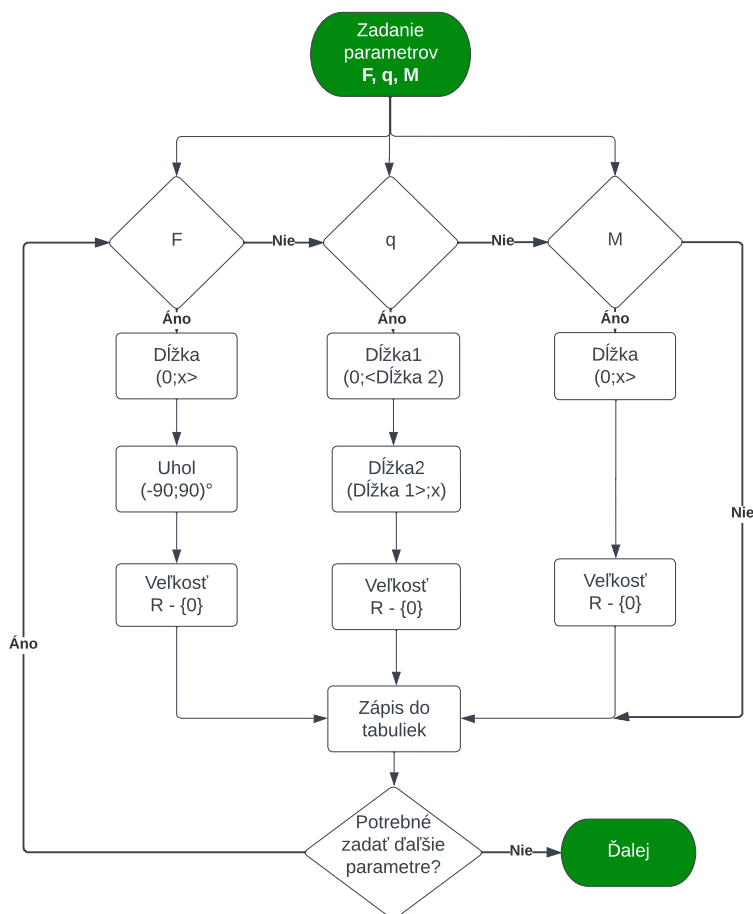 Zadanie
parametrov
F, q, M
F
Nie
q
Nie
M
Áno
Áno
Áno
Dĺžka
(0;x>
Dĺžka1
(0;<Dĺžka 2)
Dĺžka
(0;x>
Uhol
(-90;90)°
Dĺžka2
(Dĺžka 1>;x)
Nie
Veľkosť
R - {0}
Veľkosť
R - {0}
Veľkosť
R - {0}
Áno
Zápis do
tabuliek
Potrebné
zadať ďaľšie
parametre?
Nie
Ďalej